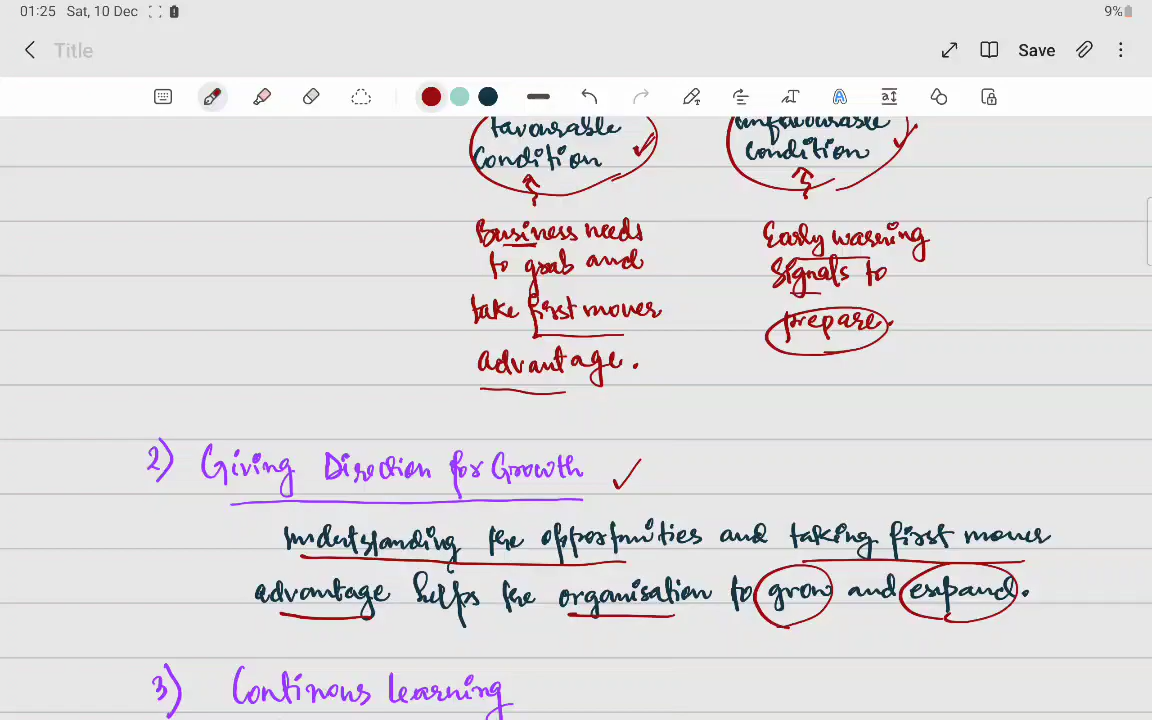 01:25 Sat, 10 Dec 9%
Title Save
favourable
Condition
unfavourable
condition
Business needs
to grab and
take first mover
advantage.
Early warning
Signals to
prepare.
2) Giving Direction for Growth
understanding the opportunities and taking first mover
advantage helps the organisation to grow and expand.
3) Continous learning